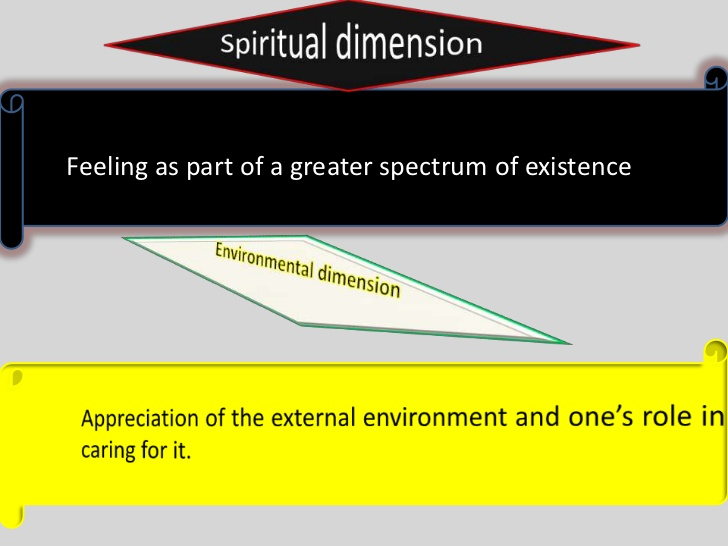 Spiritual dimension
Feeling as part of a greater spectrum of existence
Environmental dimension
Appreciation of the external environment and one’s role in
caring for it.